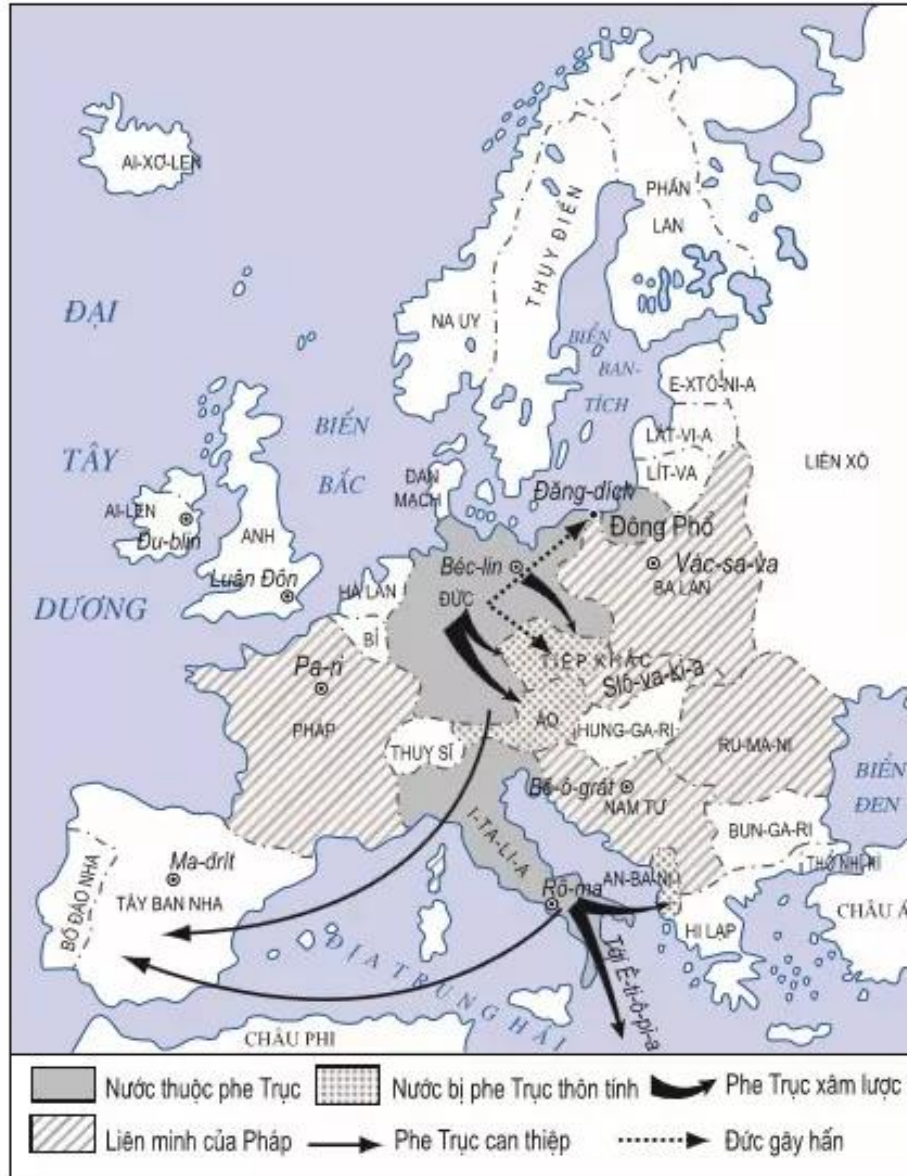 AI-XƠ-LEN
PHẦN
LAN
THỤY ĐIỂN
NA UY
ĐẠI
TÂY
DƯƠNG
BIỂN
BẮC
BIỂN
BAN-
TÍCH
E-XTÔ-NI-A
LÁT-VI-A
LÍT-VA
LIÊN XÔ
ĐAN
MẠCH
AI-LEN
Đu-blin
ANH
Luân Đôn
Đăng-dích
Đông Phổ
Béc-lin
ĐỨC
Vác-sa-va
BA LAN
HÀ LAN
BỈ
Pa-ri
PHÁP
TIỆP KHẮC
Slô-va-ki-a
ÁO
HUNG-GA-RI
THỤY SĨ
RU-MA-NI
Bê-ô-grát
NAM TƯ
BIỂN
ĐEN
BUN-GA-RI
THỔ NHĨ KÌ
I-TA-LI-A
Rô-ma
AN-BA-NI
HI LẠP
CHÂU Á
Ma-đrít
TÂY BAN NHA
BỒ ĐÀO NHA
ĐỊA TRUNG HẢI
Tới Ê-ti-ô-pi-a
CHÂU PHI
Nước thuộc phe Trục
Nước bị phe Trục thôn tính
Phe Trục xâm lược
Liên minh của Pháp
Phe Trục can thiệp
Đức gây hấn